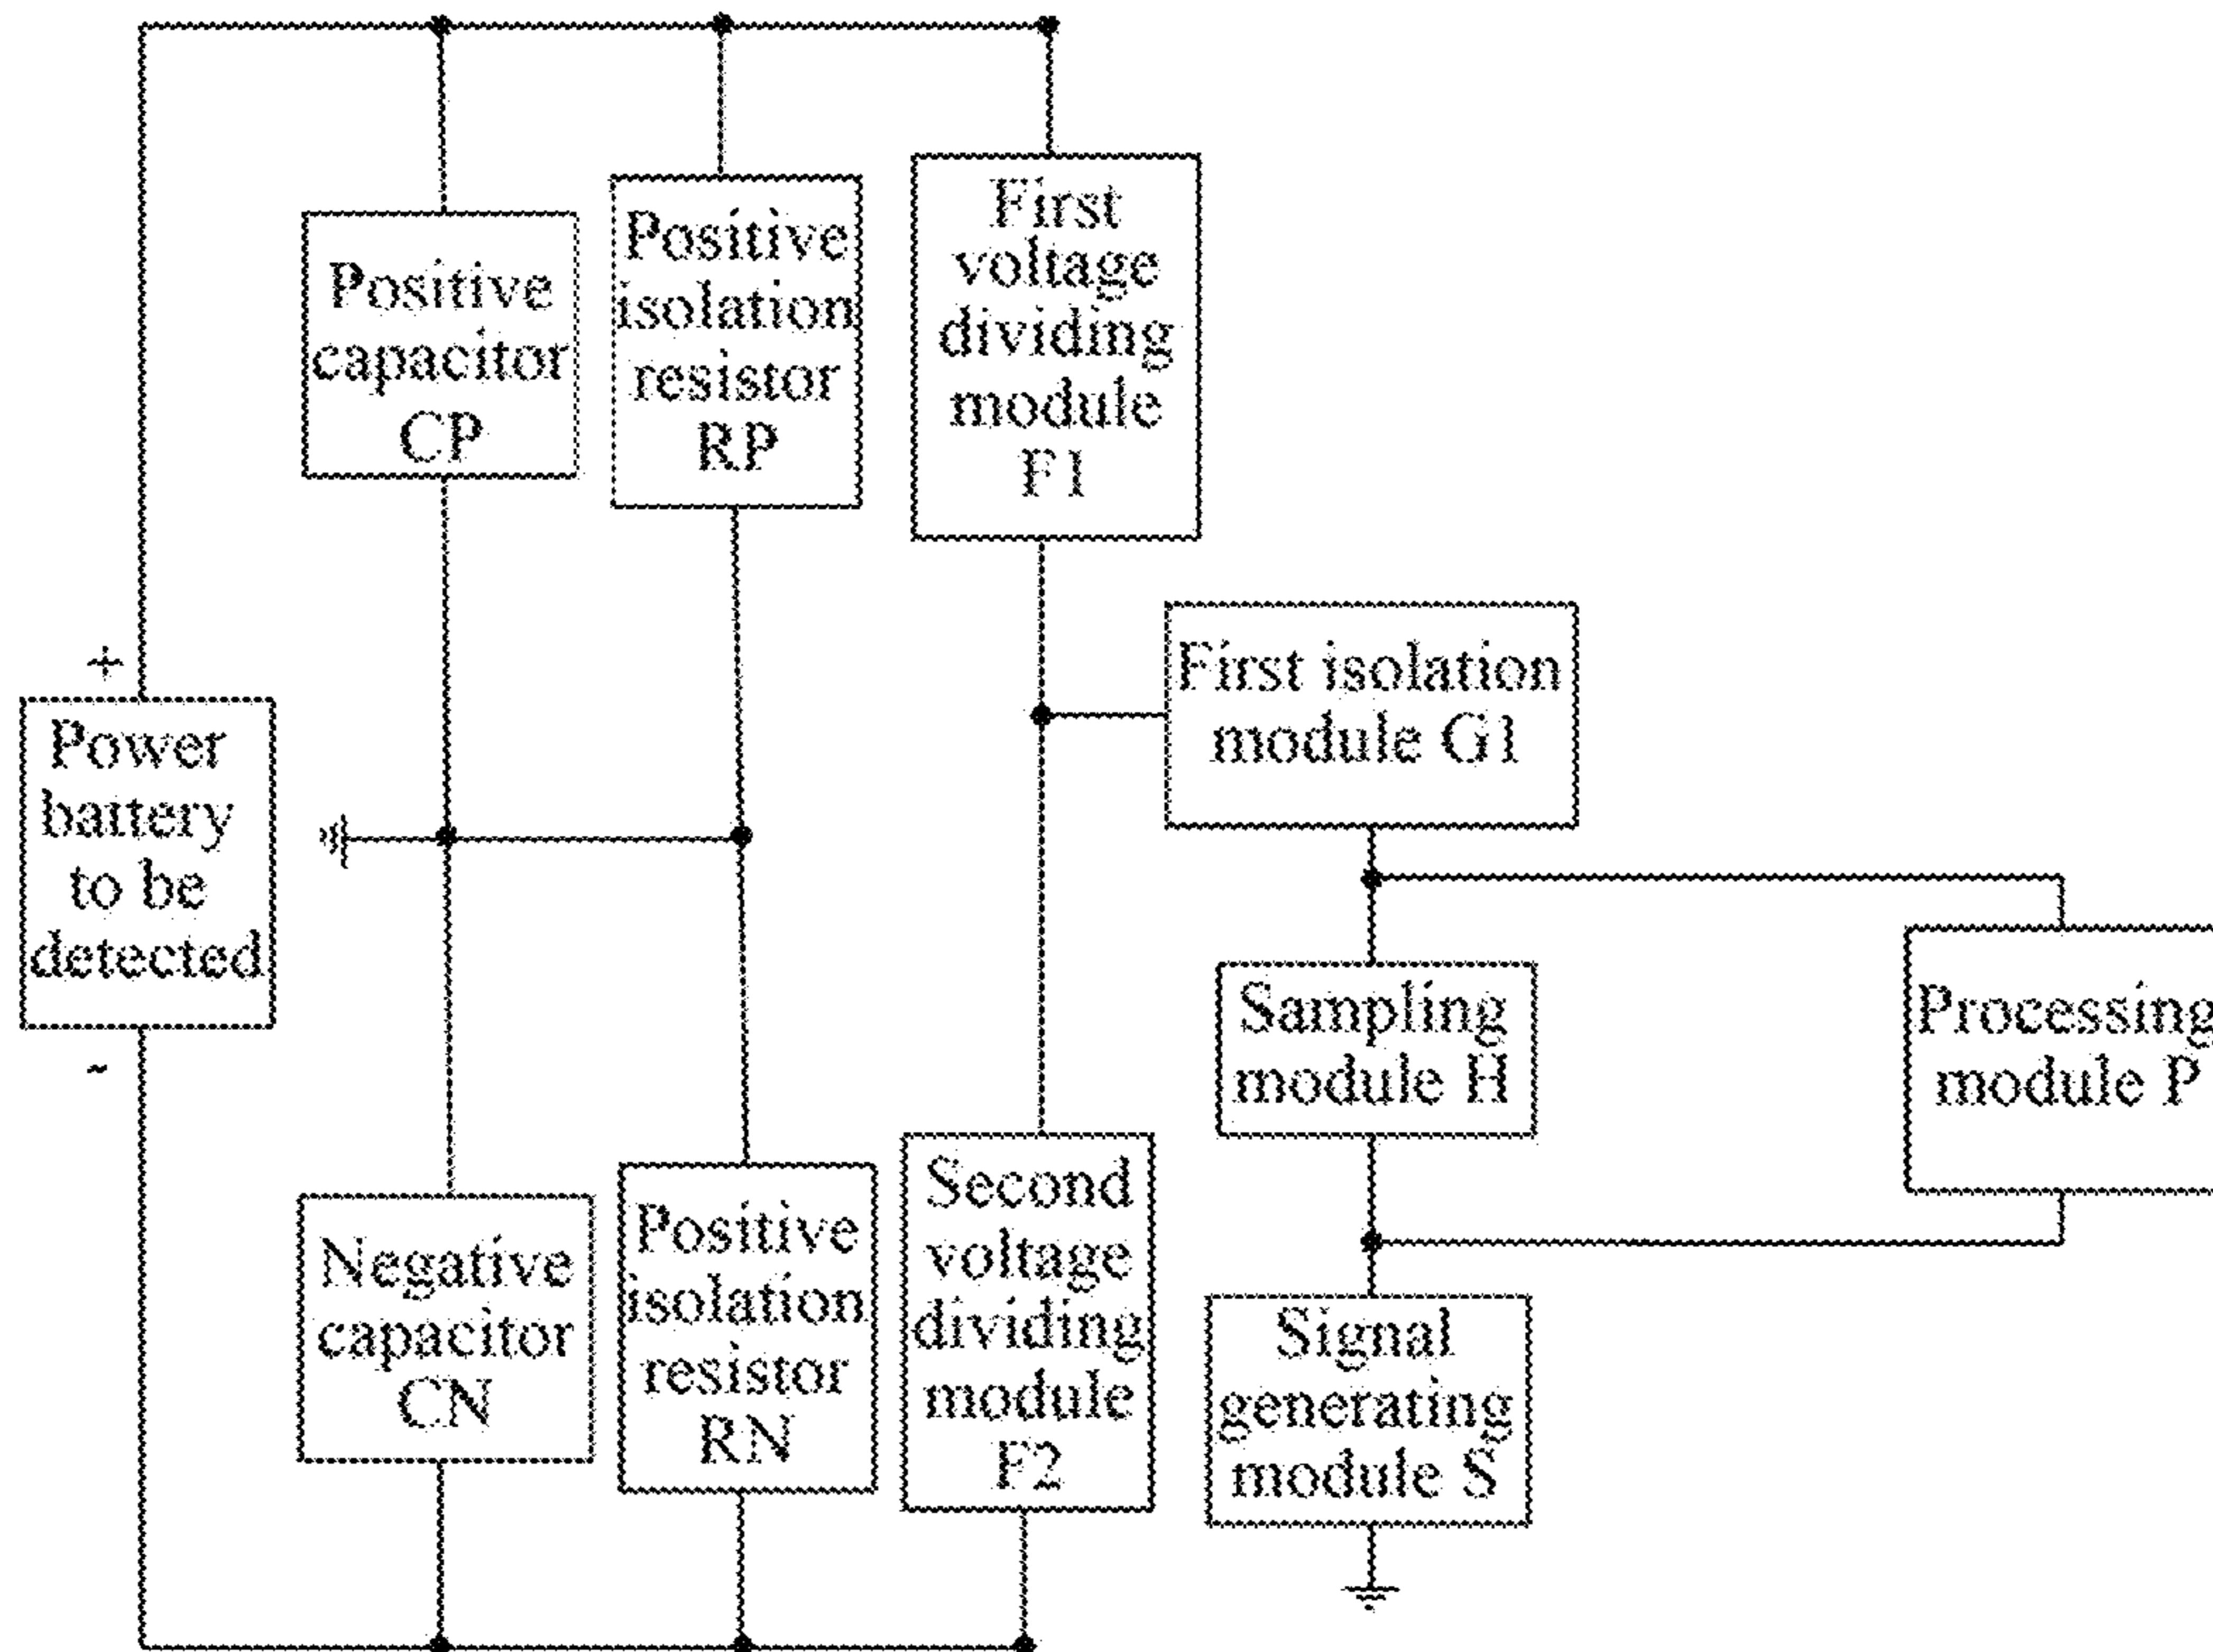 +
Power
battery
to be
detected
-
Positive
capacitor
CP
Positive
isolation
resistor
RP
First
voltage
dividing
module
F1
First isolation
module G1
Sampling
module H
Processing
module P
Negative
capacitor
CN
Positive
isolation
resistor
RN
Second
voltage
dividing
module
F2
Signal
generating
module S